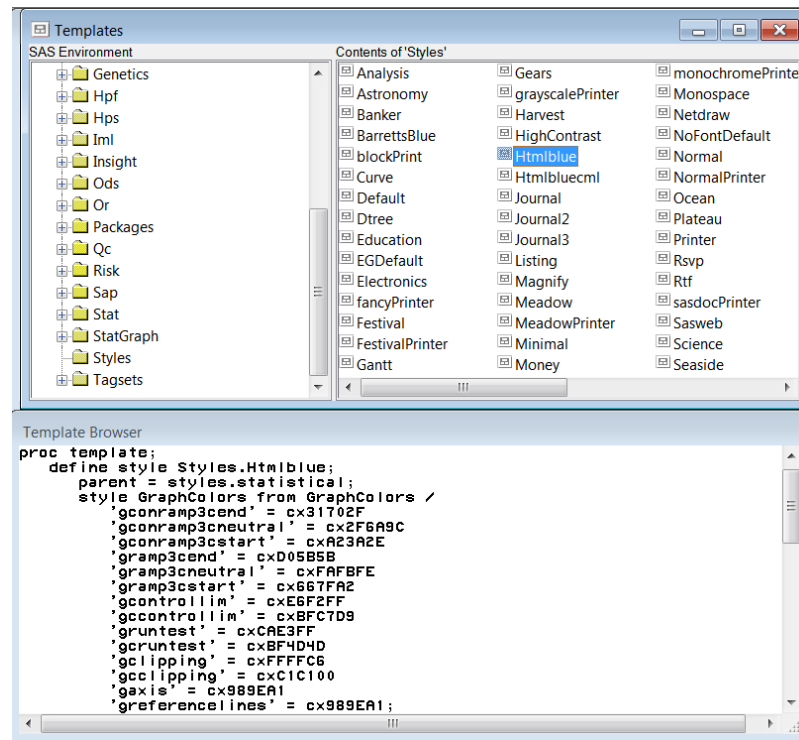 Templates
SAS Environment
Genetics
Hpf
Hps
Iml
Insight
Ods
Or
Packages
Qc
Risk
Sap
Stat
StatGraph
Styles
Tagsets
Contents of 'Styles'
Analysis
Astronomy
Banker
BarrettsBlue
blockPrint
Curve
Default
Dtree
Education
EGDefault
Electronics
fancyPrinter
Festival
FestivalPrinter
Gantt
Gears
grayscalePrinter
Harvest
HighContrast
Htmlblue
Htmlbluecml
Journal
Journal2
Journal3
Listing
Magnify
Meadow
MeadowPrinter
Minimal
Money
monochromePrinte
Monospace
Netdraw
NoFontDefault
Normal
NormalPrinter
Ocean
Plateau
Printer
Rsvp
Rtf
sasdocPrinter
Sasweb
Science
Seaside
Template Browser
proc template;
define style Styles.Htmlblue;
parent = styles.statistical;
style GraphColors from GraphColors /
'gconramp3cend' = cx31702F
'gconramp3cneutral' = cx2F6A9C
'gconramp3cstart' = cxA23A2E
'gramp3cend' = cxD05B5B
'gramp3cneutral' = cxFAFBFE
'gramp3cstart' = cx667FA2
'gcontrollim' = cxE6F2FF
'gccontrollim' = cxBFC7D9
'gruntest' = cxCAE3FF
'gcruntest' = cxBF4D4D
'gclipping' = cxFFFFC6
'gcclipping' = cxC1C100
'gaxis' = cx989EA1
'greferencelines' = cx989EA1;